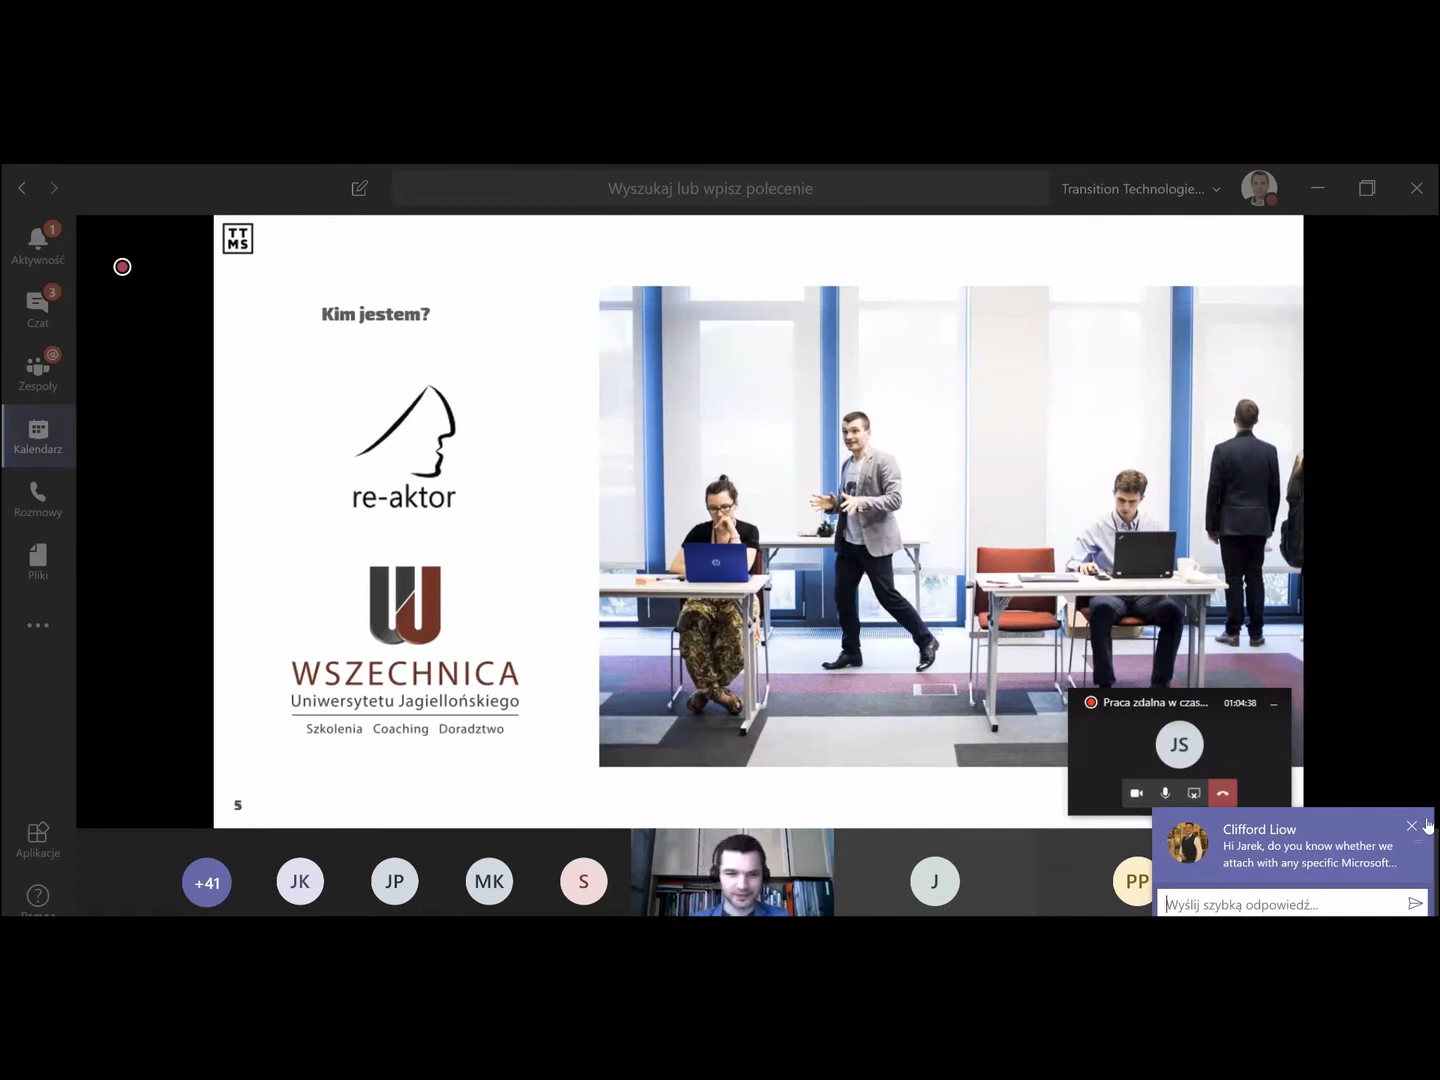 Wyszukaj lub wpisz polecenie
Transition Technologie...
1
Aktywność
3
Czat
@
Zespoły
Kalendarz
Rozmowy
Pliki
Aplikacje
TT
MS
Kim jestem?
re-aktor
WSZECHNICA
Uniwersytetu Jagiellońskiego
Szkolenia Coaching Doradztwo
5
Praca zdalna w czas...
01:04:38
JS
+41
JK
JP
MK
S
J
PP
Clifford Liow
Hi Jarek, do you know whether we
attach with any specific Microsoft...
Wyślij szybką odpowiedź...